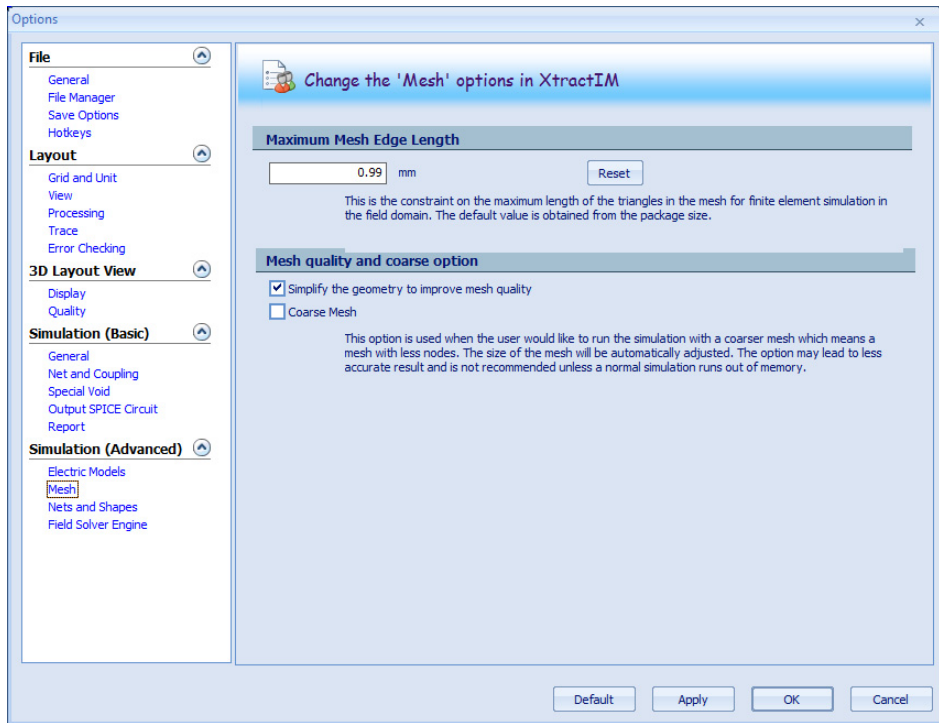 Options
File
General
File Manager
Save Options
Hotkeys
Layout
Grid and Unit
View
Processing
Trace
Error Checking
3D Layout View
Display
Quality
Simulation (Basic)
General
Net and Coupling
Special Void
Output SPICE Circuit
Report
Simulation (Advanced)
Electric Models
Mesh
Nets and Shapes
Field Solver Engine
Change the 'Mesh' options in XtractIM
Maximum Mesh Edge Length
0.99 mm Reset
This is the constraint on the maximum length of the triangles in the mesh for finite element simulation in
the field domain. The default value is obtained from the package size.
Mesh quality and coarse option
Simplify the geometry to improve mesh quality
Coarse Mesh
This option is used when the user would like to run the simulation with a coarser mesh which means a
mesh with less nodes. The size of the mesh will be automatically adjusted. The option may lead to less
accurate result and is not recommended unless a normal simulation runs out of memory.
Default Apply OK Cancel